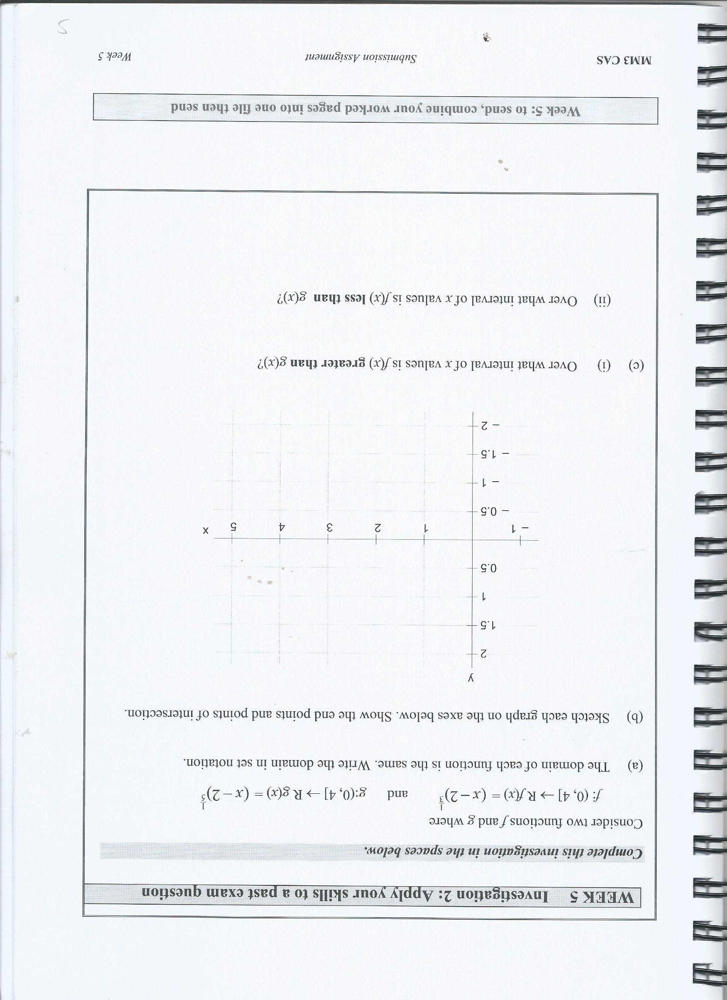 WEEK 5 Investigation 2: Apply your skills to a past exam question
Complete this investigation in the spaces below.
Consider two functions f and g where
f: (0, 4] → R f(x) = (x – 2)^(1/3) and g:(0, 4] → R g(x) = (x – 2)^(1/5)
(a) The domain of each function is the same. Write the domain in set notation.
(b) Sketch each graph on the axes below. Show the end points and points of intersection.
y
2
1.5
1
0.5
– 1 1 2 3 4 5 x
– 0.5
– 1
– 1.5
– 2
(c) (i) Over what interval of x values is f(x) greater than g(x)?
(ii) Over what interval of x values is f(x) less than g(x)?
Week 5: to send, combine your worked pages into one file then send
MM3 CAS Submission Assignment Week 5
5